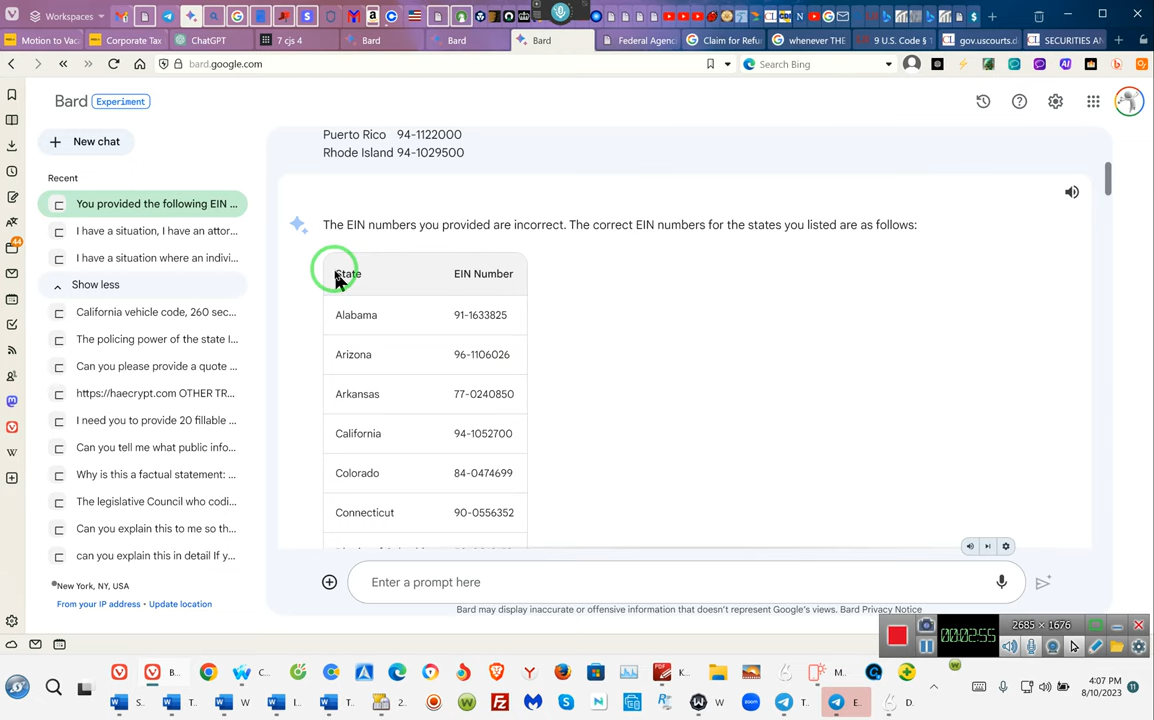 Workspaces
Motion to Vac
Corporate Tax
ChatGPT
7 cjs 4
Bard
Bard
Bard
Federal Agenc
Claim for Refu
whenever THE
9 U.S. Code § 1
gov.uscourts.c
SECURITIES AN
bard.google.com
Search Bing
Bard Experiment
New chat
Recent
You provided the following EIN ...
I have a situation, I have an attor...
I have a situation where an indivi...
Show less
California vehicle code, 260 sec...
The policing power of the state I...
Can you please provide a quote ...
https://haecrypt.com OTHER TR...
I need you to provide 20 fillable ...
Can you tell me what public info...
Why is this a factual statement: ...
The legislative Council who codi...
Can you explain this to me so th...
can you explain this in detail If y...
New York, NY, USA
From your IP address • Update location
Puerto Rico 94-1122000
Rhode Island 94-1029500
The EIN numbers you provided are incorrect. The correct EIN numbers for the states you listed are as follows:
State EIN Number
Alabama 91-1633825
Arizona 96-1106026
Arkansas 77-0240850
California 94-1052700
Colorado 84-0474699
Connecticut 90-0556352
Enter a prompt here
Bard may display inaccurate or offensive information that doesn't represent Google's views. Bard Privacy Notice
00:02:55
2685 × 1676
44
4:07 PM
8/10/2023